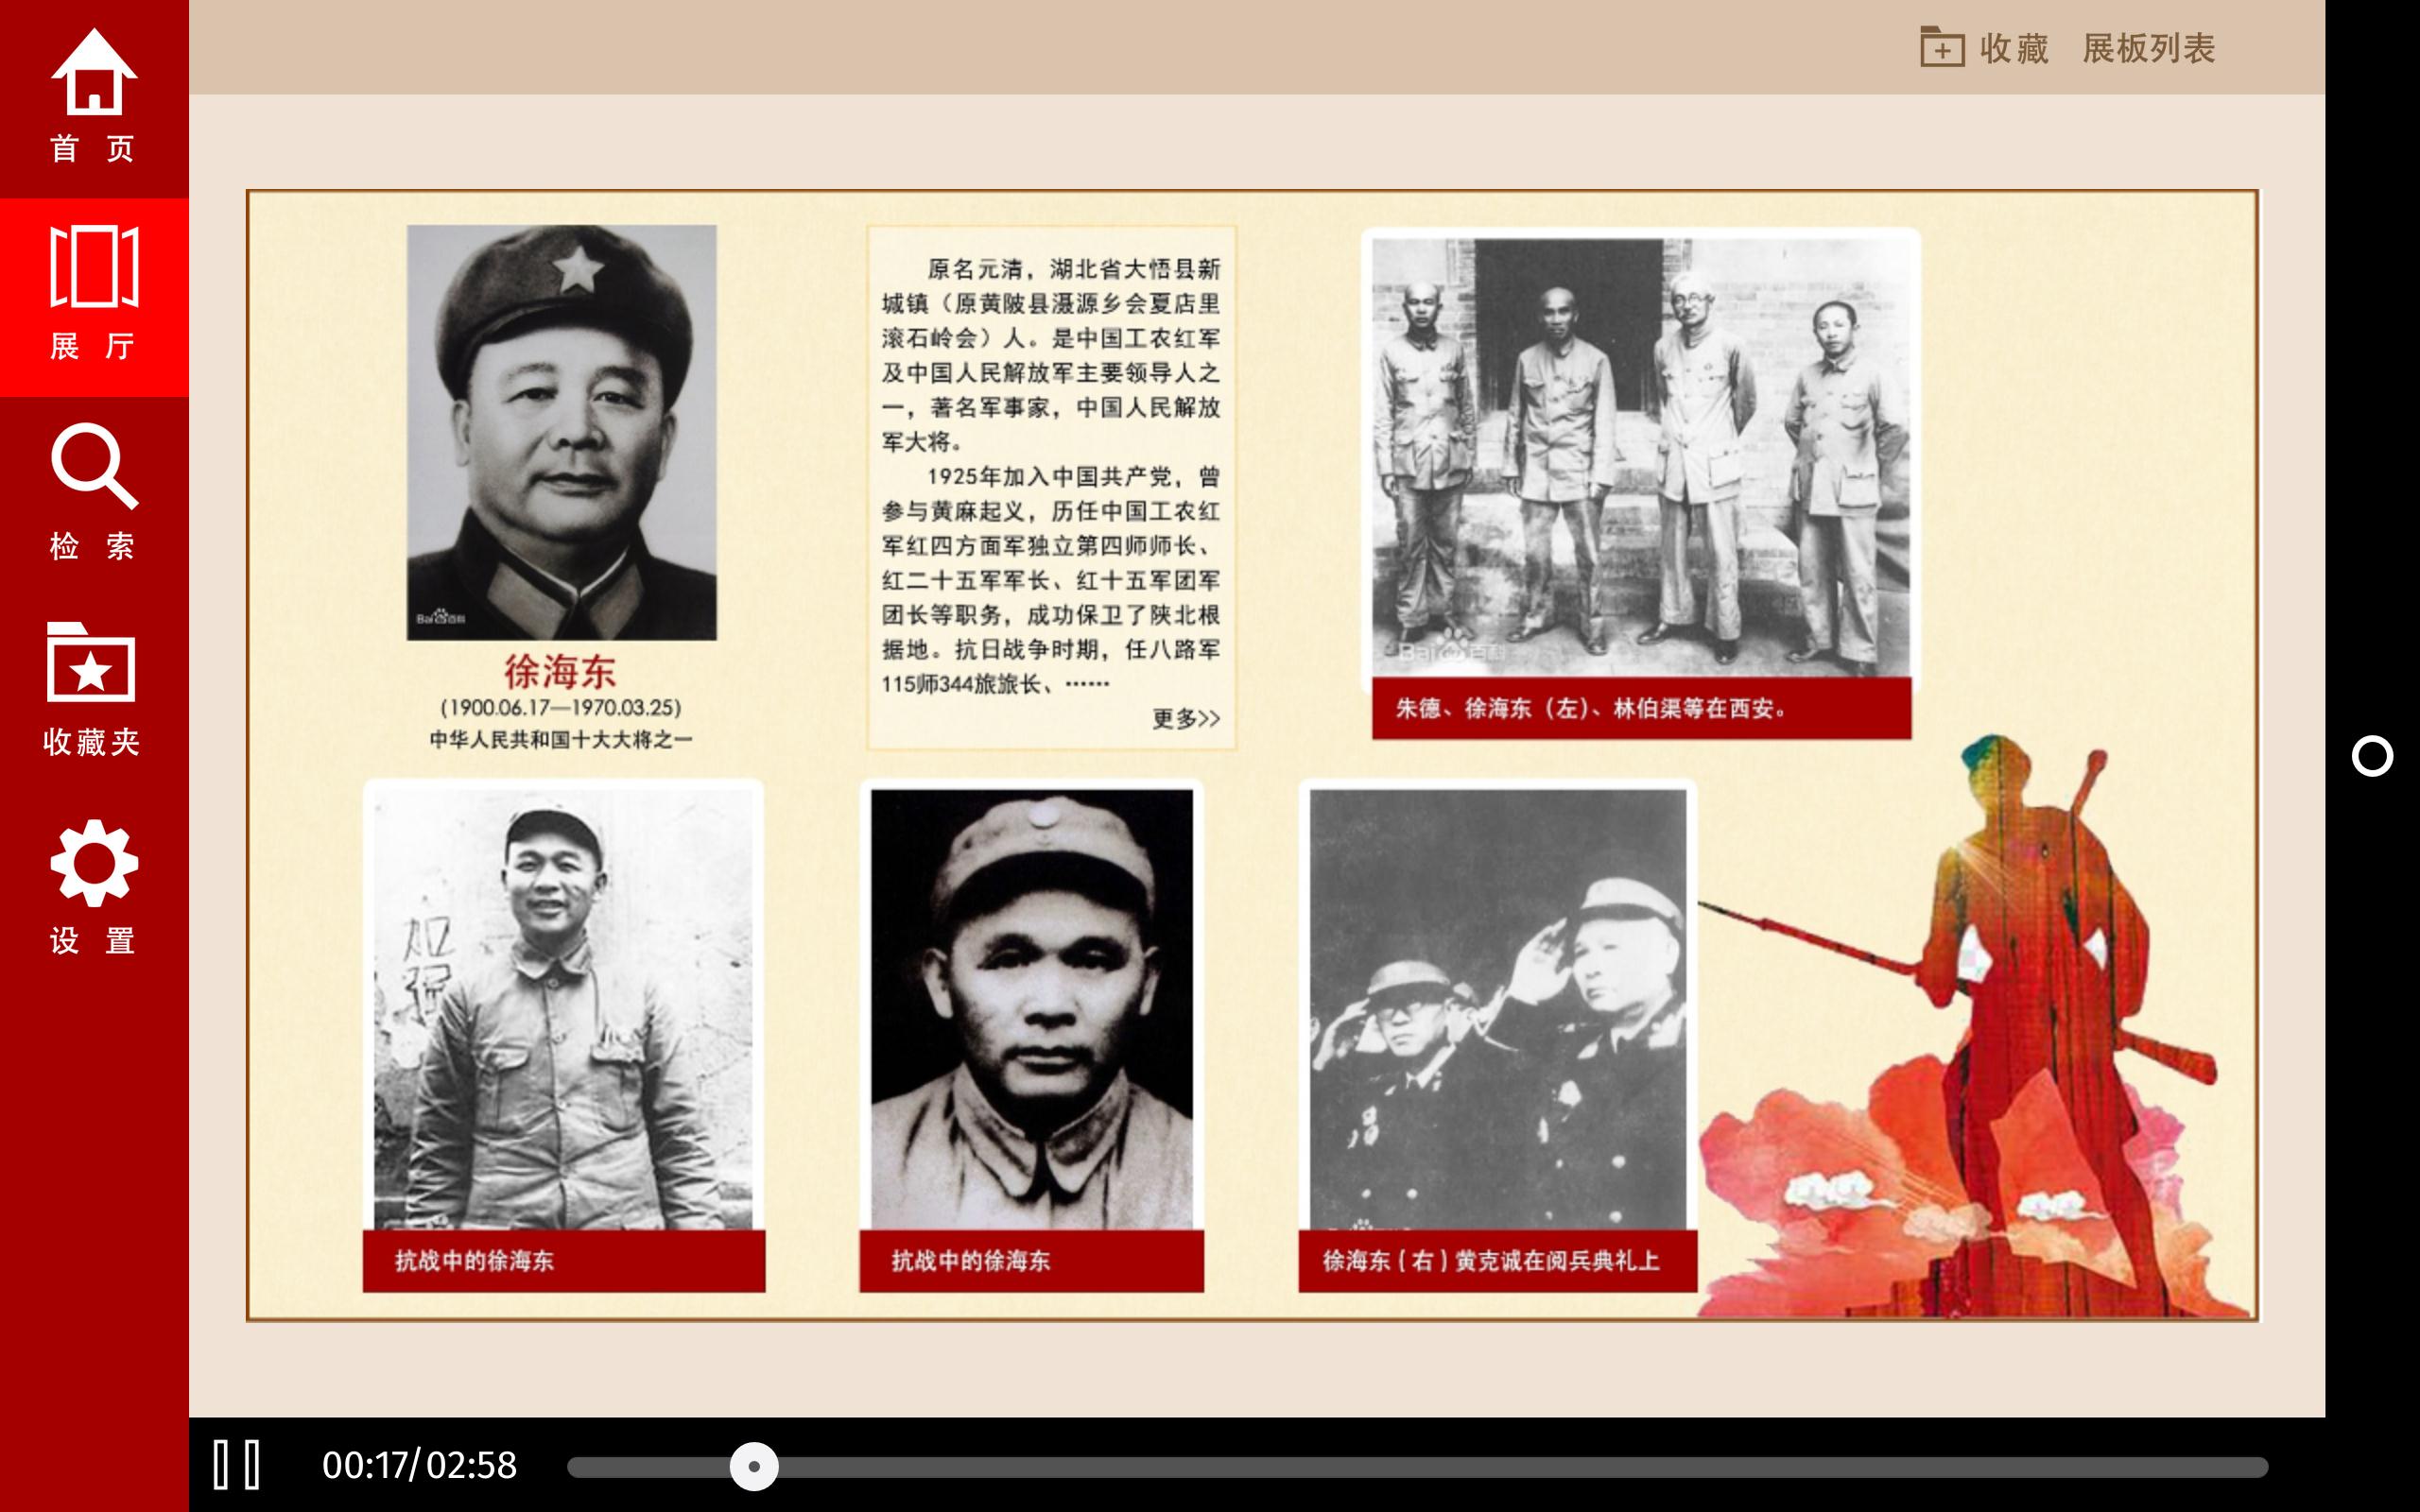 收藏 展板列表
首 页
展 厅
检 索
收藏夹
设 置
徐海东
(1900.06.17—1970.03.25)
中华人民共和国十大大将之一
原名元清，湖北省大悟县新
城镇（原黄陂县滠源乡会夏店里
滚石岭会）人。是中国工农红军
及中国人民解放军主要领导人之
一，著名军事家，中国人民解放
军大将。
1925年加入中国共产党，曾
参与黄麻起义，历任中国工农红
军红四方面军独立第四师师长、
红二十五军军长、红十五军团军
团长等职务，成功保卫了陕北根
据地。抗日战争时期，任八路军
115师344旅旅长、……
更多>>
Bai百科
Bai百科
朱德、徐海东（左）、林伯渠等在西安。
抗战中的徐海东
抗战中的徐海东
徐海东（右）黄克诚在阅兵典礼上
00:17/02:58